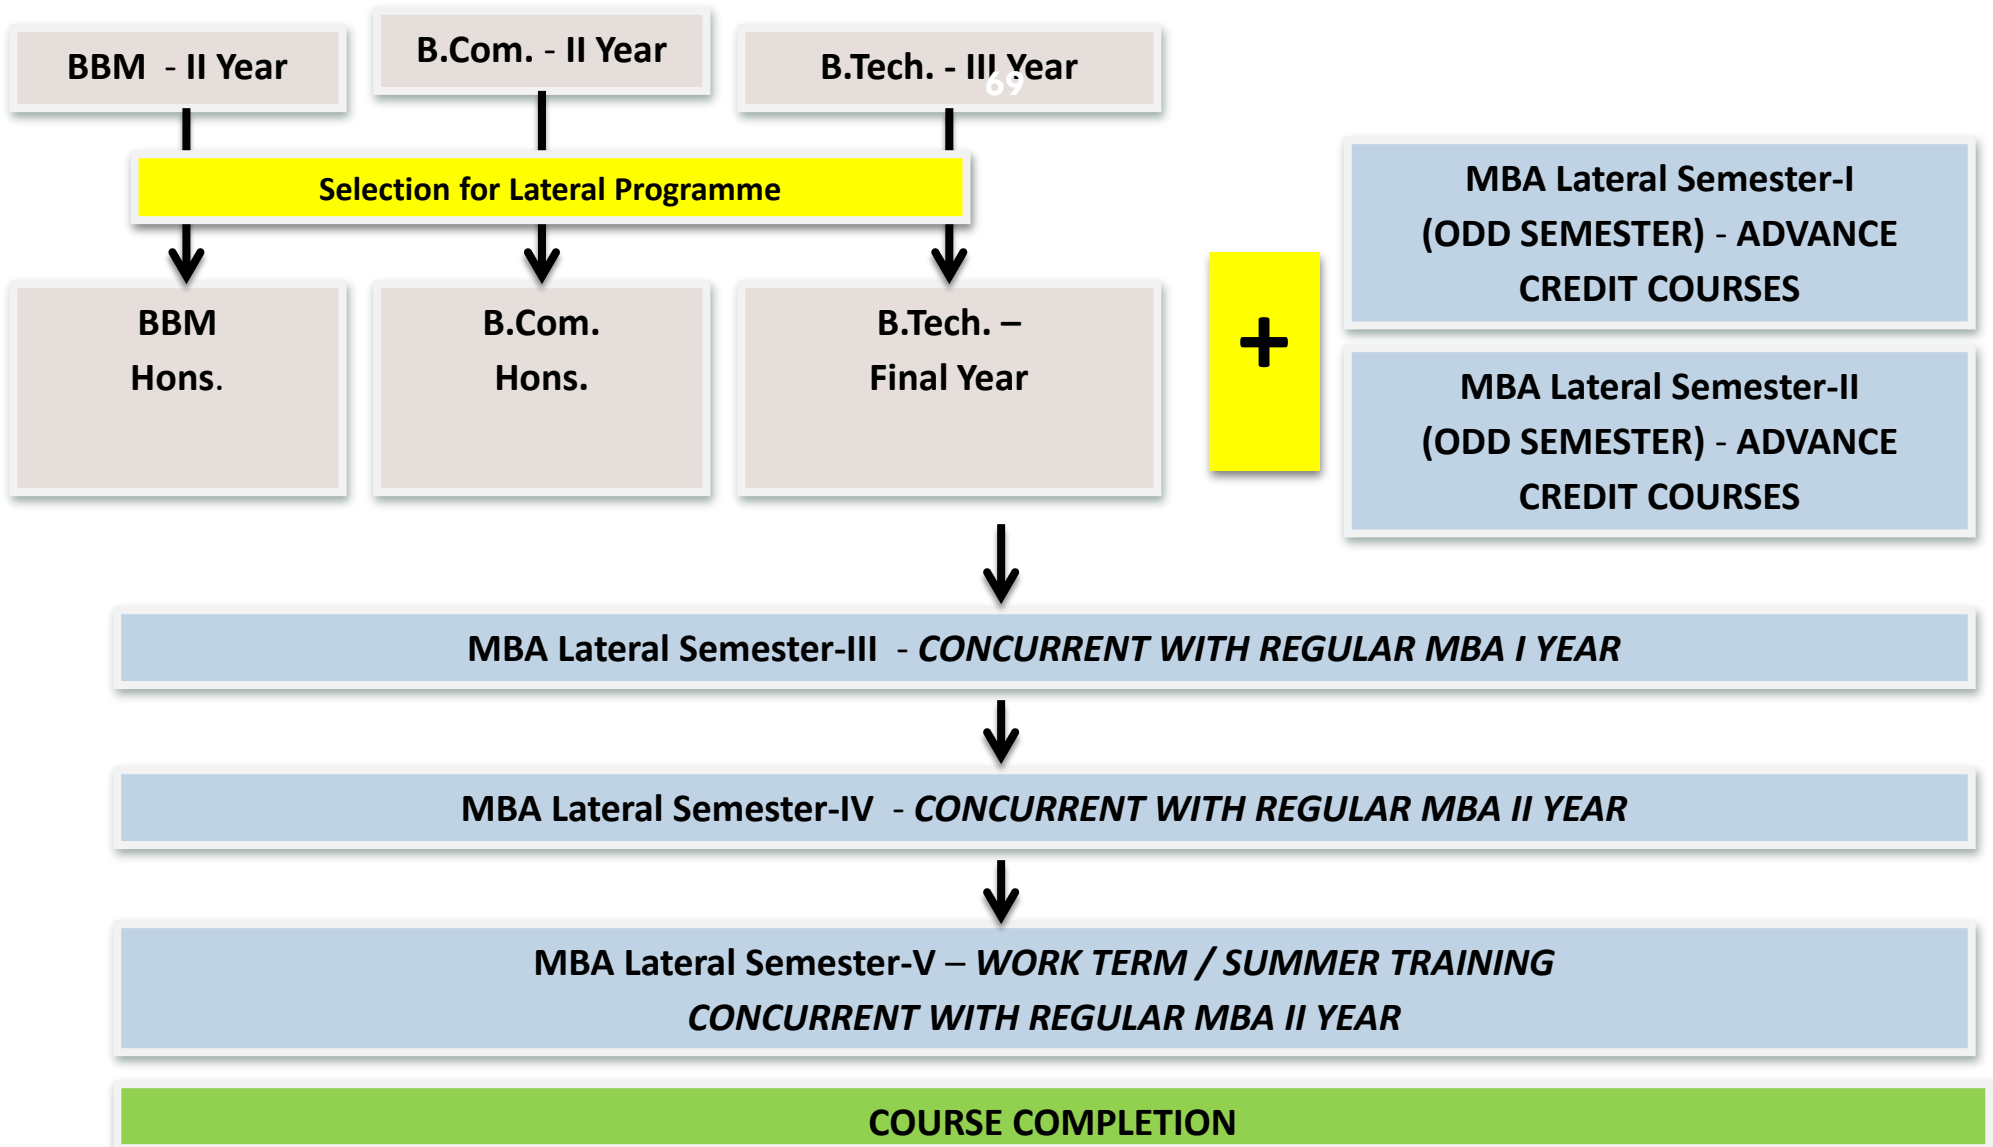 BBM - II Year
B.Com. - II Year
B.Tech. - III Year
69
Selection for Lateral Programme
BBM
Hons.
B.Com.
Hons.
B.Tech. –
Final Year
+
MBA Lateral Semester-I
(ODD SEMESTER) - ADVANCE
CREDIT COURSES
MBA Lateral Semester-II
(ODD SEMESTER) - ADVANCE
CREDIT COURSES
MBA Lateral Semester-III - CONCURRENT WITH REGULAR MBA I YEAR
MBA Lateral Semester-IV - CONCURRENT WITH REGULAR MBA II YEAR
MBA Lateral Semester-V – WORK TERM / SUMMER TRAINING
CONCURRENT WITH REGULAR MBA II YEAR
COURSE COMPLETION